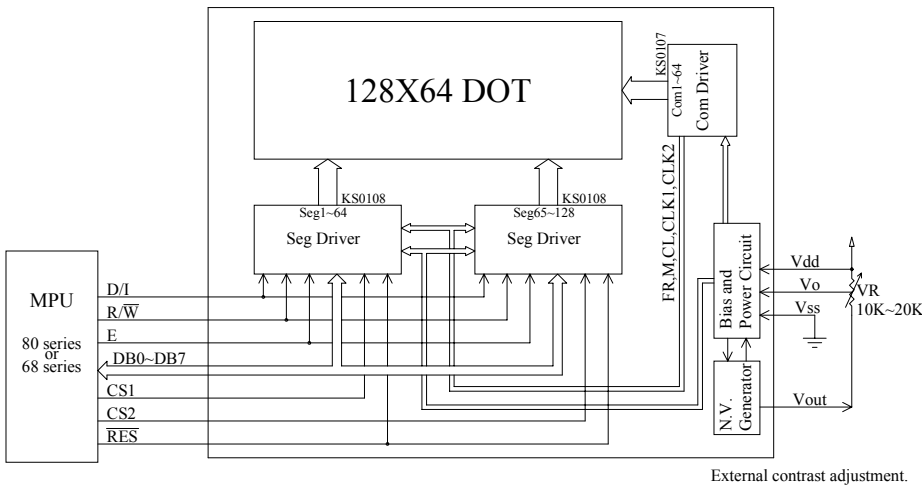 128X64 DOT
KS0107
Com1~64
Com Driver
FR,M,CL,CLK1,CLK2
KS0108
Seg1~64
Seg Driver
KS0108
Seg65~128
Seg Driver
MPU
80 series
or
68 series
D/I
R/W̅
E
DB0~DB7
CS1
CS2
R̅E̅S̅
Bias and
Power Circuit
N.V.
Generator
Vdd
Vo
Vss
Vout
VR
10K~20K
External contrast adjustment.